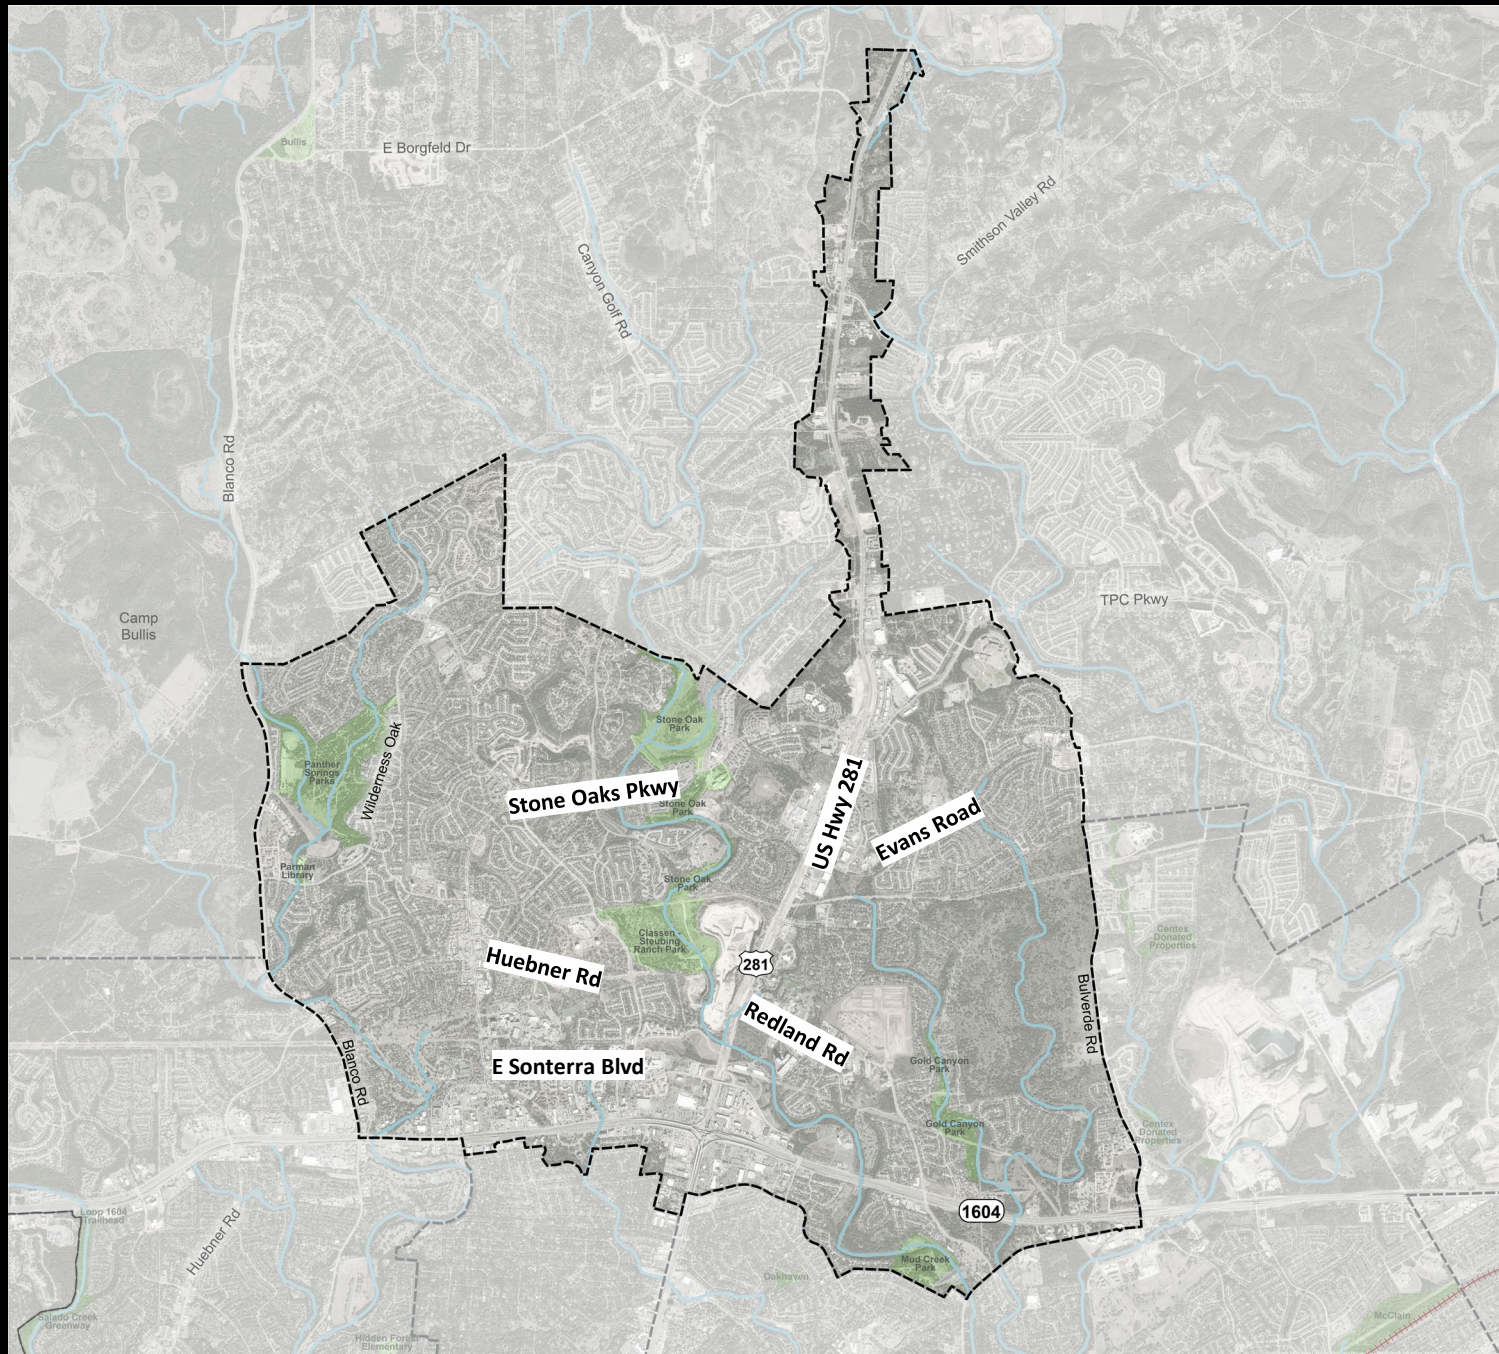 Bullis
E Borgfeld Dr
Smithson Valley Rd
Canyon Golf Rd
Blanco Rd
Camp
Bullis
TPC Pkwy
Stone Oak
Park
Wilderness Oak
Panther
Springs
Parks
Stone Oaks Pkwy
Stone Oak
Park
US Hwy 281
Evans Road
Parman
Library
Stone Oak
Park
Classen -
Steubing
Ranch Park
Centex
Donated
Properties
Huebner Rd
281
Bulverde Rd
Redland Rd
E Sonterra Blvd
Blanco Rd
Gold Canyon
Park
Gold Canyon
Park
Centex
Donated
Properties
Loop 1604
Trailhead
1604
Huebner Rd
Mud Creek
Park
Oakhaven
Salado Creek
Greenway
McClain
Hidden Forest
Elementary